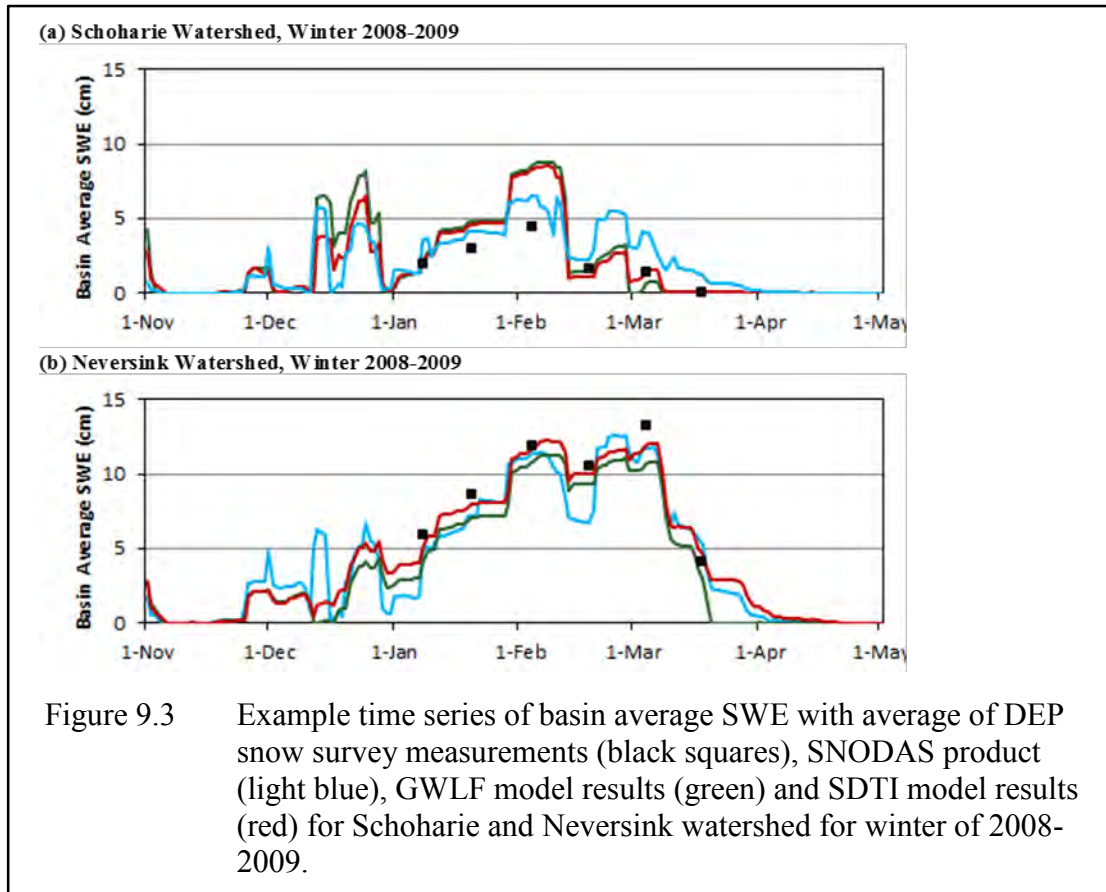 (a) Schoharie Watershed, Winter 2008-2009
Basin Average SWE (cm)
15
10
5
0
1-Nov 1-Dec 1-Jan 1-Feb 1-Mar 1-Apr 1-May
(b) Neversink Watershed, Winter 2008-2009
Basin Average SWE (cm)
15
10
5
0
1-Nov 1-Dec 1-Jan 1-Feb 1-Mar 1-Apr 1-May
Figure 9.3 Example time series of basin average SWE with average of DEP
snow survey measurements (black squares), SNODAS product
(light blue), GWLF model results (green) and SDTI model results
(red) for Schoharie and Neversink watershed for winter of 2008-
2009.